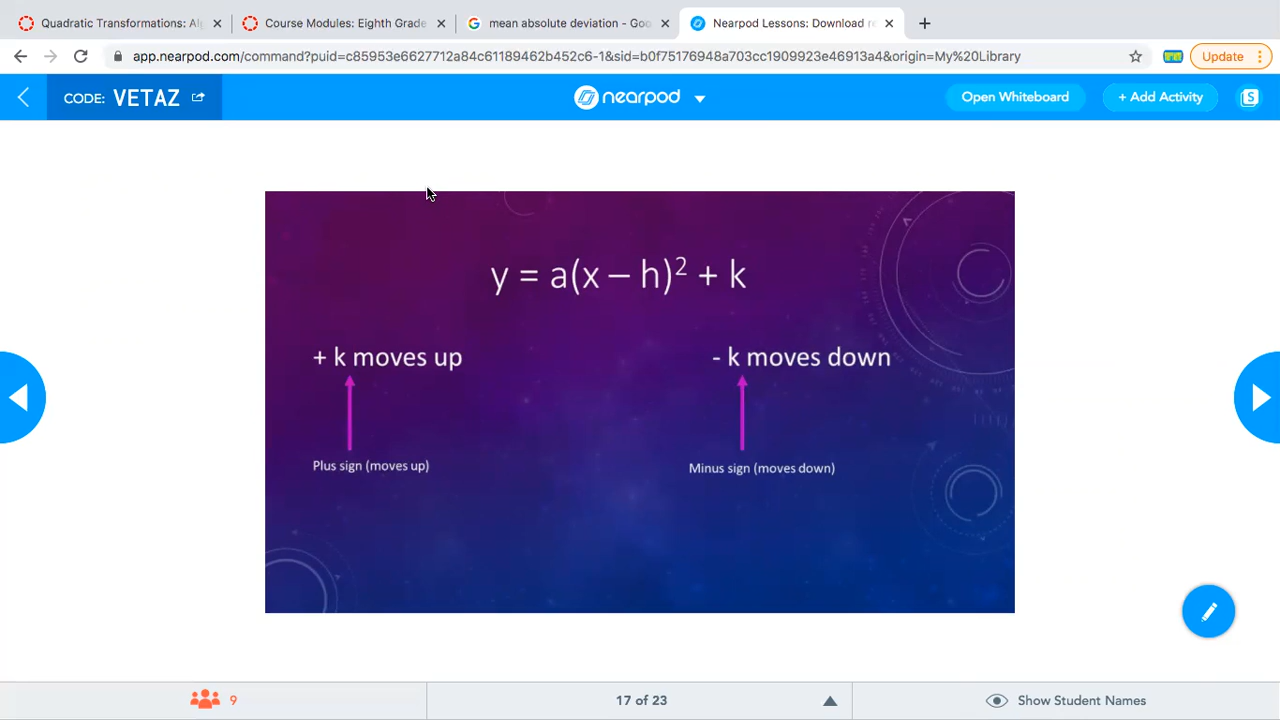 Quadratic Transformations: Al
Course Modules: Eighth Grade
mean absolute deviation - Goo
Nearpod Lessons: Download re
app.nearpod.com/command?puid=c85953e6627712a84c61189462b452c6-1&sid=b0f75176948a703cc1909923e46913a4&origin=My%20Library
Update
CODE: VETAZ
nearpod
Open Whiteboard
+ Add Activity
S
y = a(x – h)² + k
+ k moves up
- k moves down
Plus sign (moves up)
Minus sign (moves down)
9
17 of 23
Show Student Names